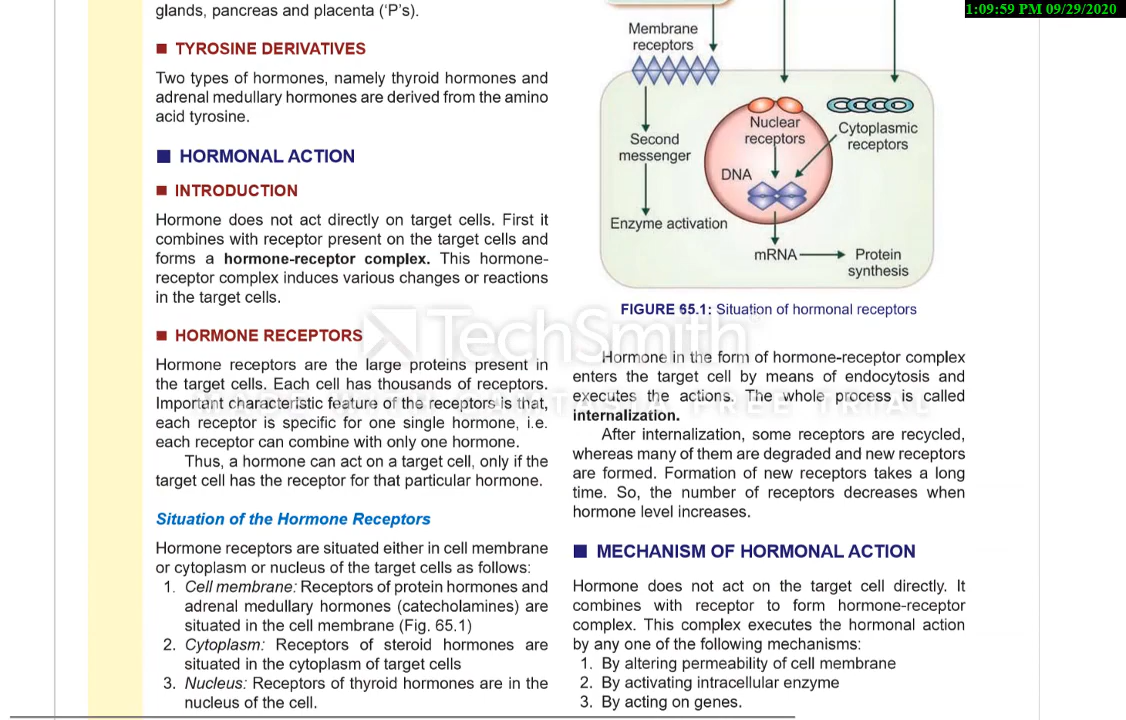 1:09:59 PM 09/29/2020
glands, pancreas and placenta ('P's).
TYROSINE DERIVATIVES
Two types of hormones, namely thyroid hormones and
adrenal medullary hormones are derived from the amino
acid tyrosine.
HORMONAL ACTION
INTRODUCTION
Hormone does not act directly on target cells. First it
combines with receptor present on the target cells and
forms a hormone-receptor complex. This hormone-
receptor complex induces various changes or reactions
in the target cells.
HORMONE RECEPTORS
Hormone receptors are the large proteins present in
the target cells. Each cell has thousands of receptors.
Important characteristic feature of the receptors is that,
each receptor is specific for one single hormone, i.e.
each receptor can combine with only one hormone.
Thus, a hormone can act on a target cell, only if the
target cell has the receptor for that particular hormone.
Situation of the Hormone Receptors
Hormone receptors are situated either in cell membrane
or cytoplasm or nucleus of the target cells as follows:
1. Cell membrane: Receptors of protein hormones and
adrenal medullary hormones (catecholamines) are
situated in the cell membrane (Fig. 65.1)
2. Cytoplasm: Receptors of steroid hormones are
situated in the cytoplasm of target cells
3. Nucleus: Receptors of thyroid hormones are in the
nucleus of the cell.
Membrane
receptors
Nuclear
receptors
Cytoplasmic
receptors
Second
messenger
DNA
Enzyme activation
mRNA
Protein
synthesis
FIGURE 65.1: Situation of hormonal receptors
Hormone in the form of hormone-receptor complex
enters the target cell by means of endocytosis and
executes the actions. The whole process is called
internalization.
After internalization, some receptors are recycled,
whereas many of them are degraded and new receptors
are formed. Formation of new receptors takes a long
time. So, the number of receptors decreases when
hormone level increases.
MECHANISM OF HORMONAL ACTION
Hormone does not act on the target cell directly. It
combines with receptor to form hormone-receptor
complex. This complex executes the hormonal action
by any one of the following mechanisms:
1. By altering permeability of cell membrane
2. By activating intracellular enzyme
3. By acting on genes.
TechSmith
MADE WITH CAMTASIA FREE TRIAL